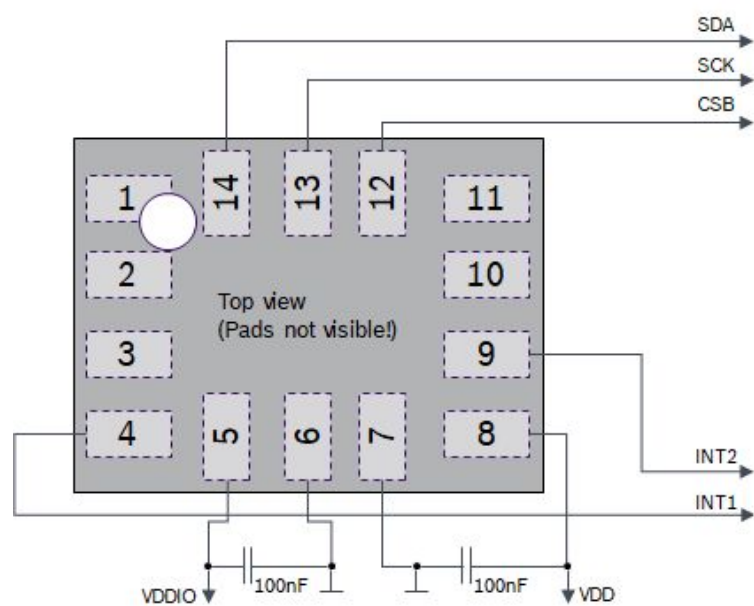 SDA
SCK
CSB
1
14
13
12
11
2
10
Top view
(Pads not visible!)
3
9
4
5
6
7
8
INT2
INT1
100nF
100nF
VDDIO
VDD